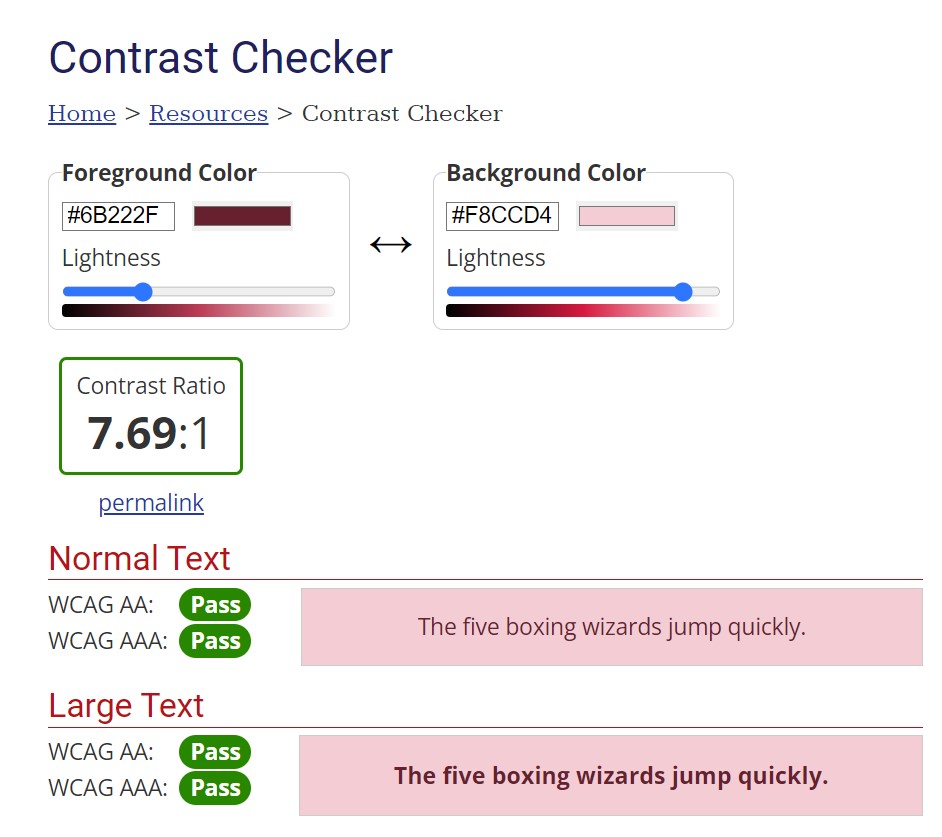 Contrast Checker
Home > Resources > Contrast Checker
Foreground Color
#6B222F
Lightness
Background Color
#F8CCD4
Lightness
Contrast Ratio
7.69:1
permalink
Normal Text
WCAG AA: Pass
WCAG AAA: Pass
The five boxing wizards jump quickly.
Large Text
WCAG AA: Pass
WCAG AAA: Pass
The five boxing wizards jump quickly.